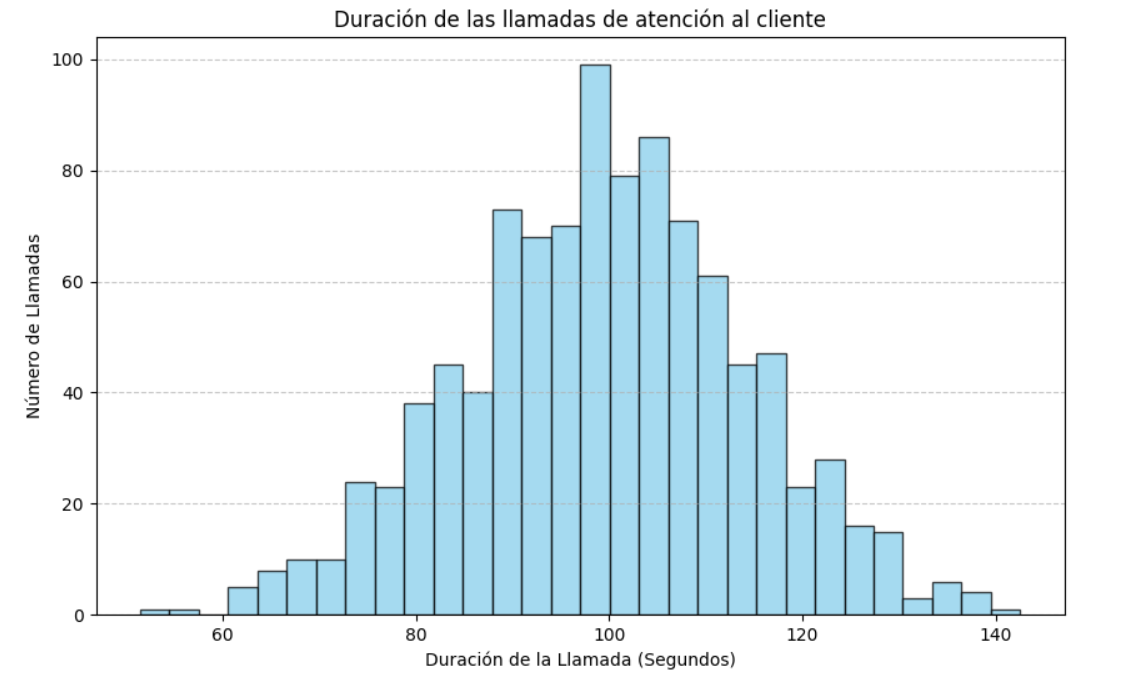 Duración de las llamadas de atención al cliente
100
80
60
40
20
0
Número de Llamadas
60 80 100 120 140
Duración de la Llamada (Segundos)